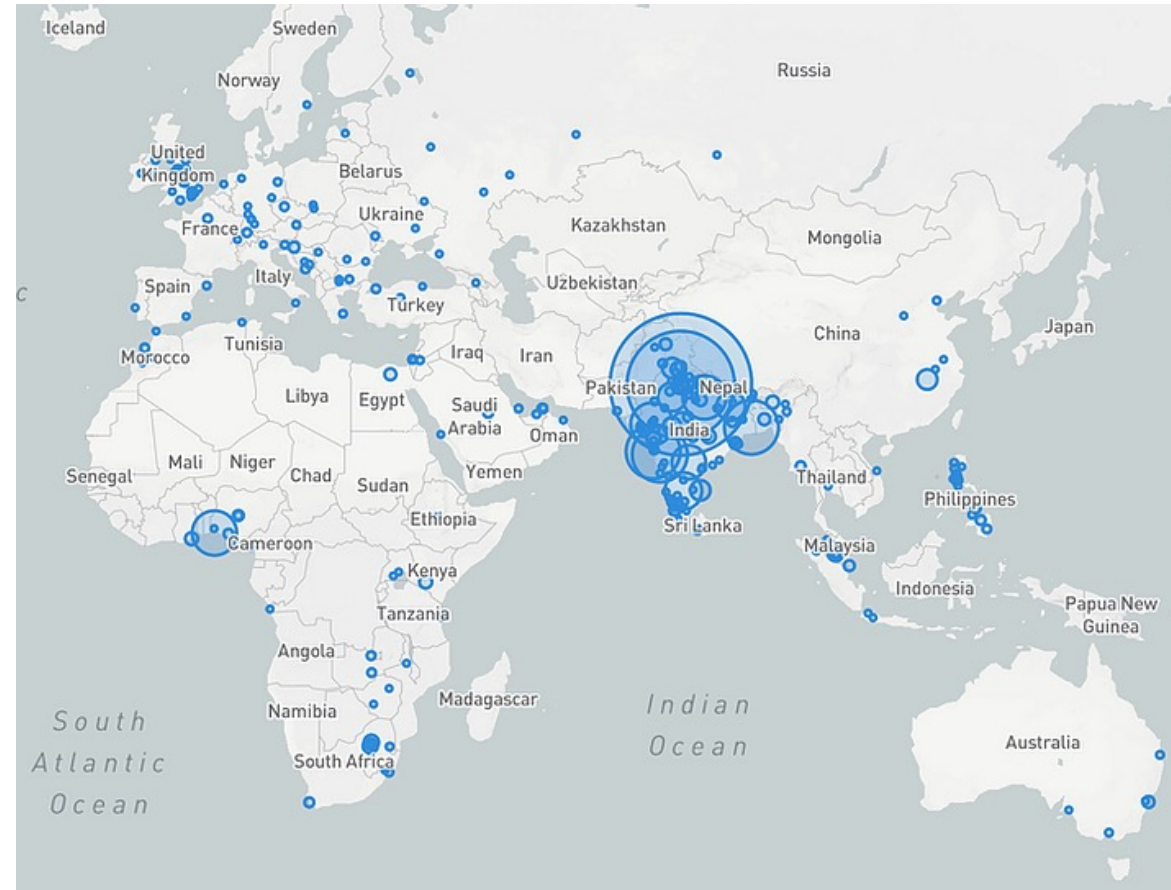 Iceland
Sweden
Norway
Russia
United
Kingdom
Belarus
Ukraine
France
Kazakhstan
Mongolia
Italy
Spain
Uzbekistan
c
Turkey
China
Japan
Tunisia
Morocco
Iraq
Iran
Pakistan
Nepal
Libya
Egypt
Saudi
Arabia
India
Oman
Mali
Niger
Chad
Yemen
Senegal
Sudan
Thailand
Philippines
Ethiopia
Sri Lanka
Cameroon
Malaysia
Kenya
Indonesia
Tanzania
Papua New
Guinea
Angola
Madagascar
Namibia
Indian
Ocean
South
Atlantic
Ocean
Australia
South Africa